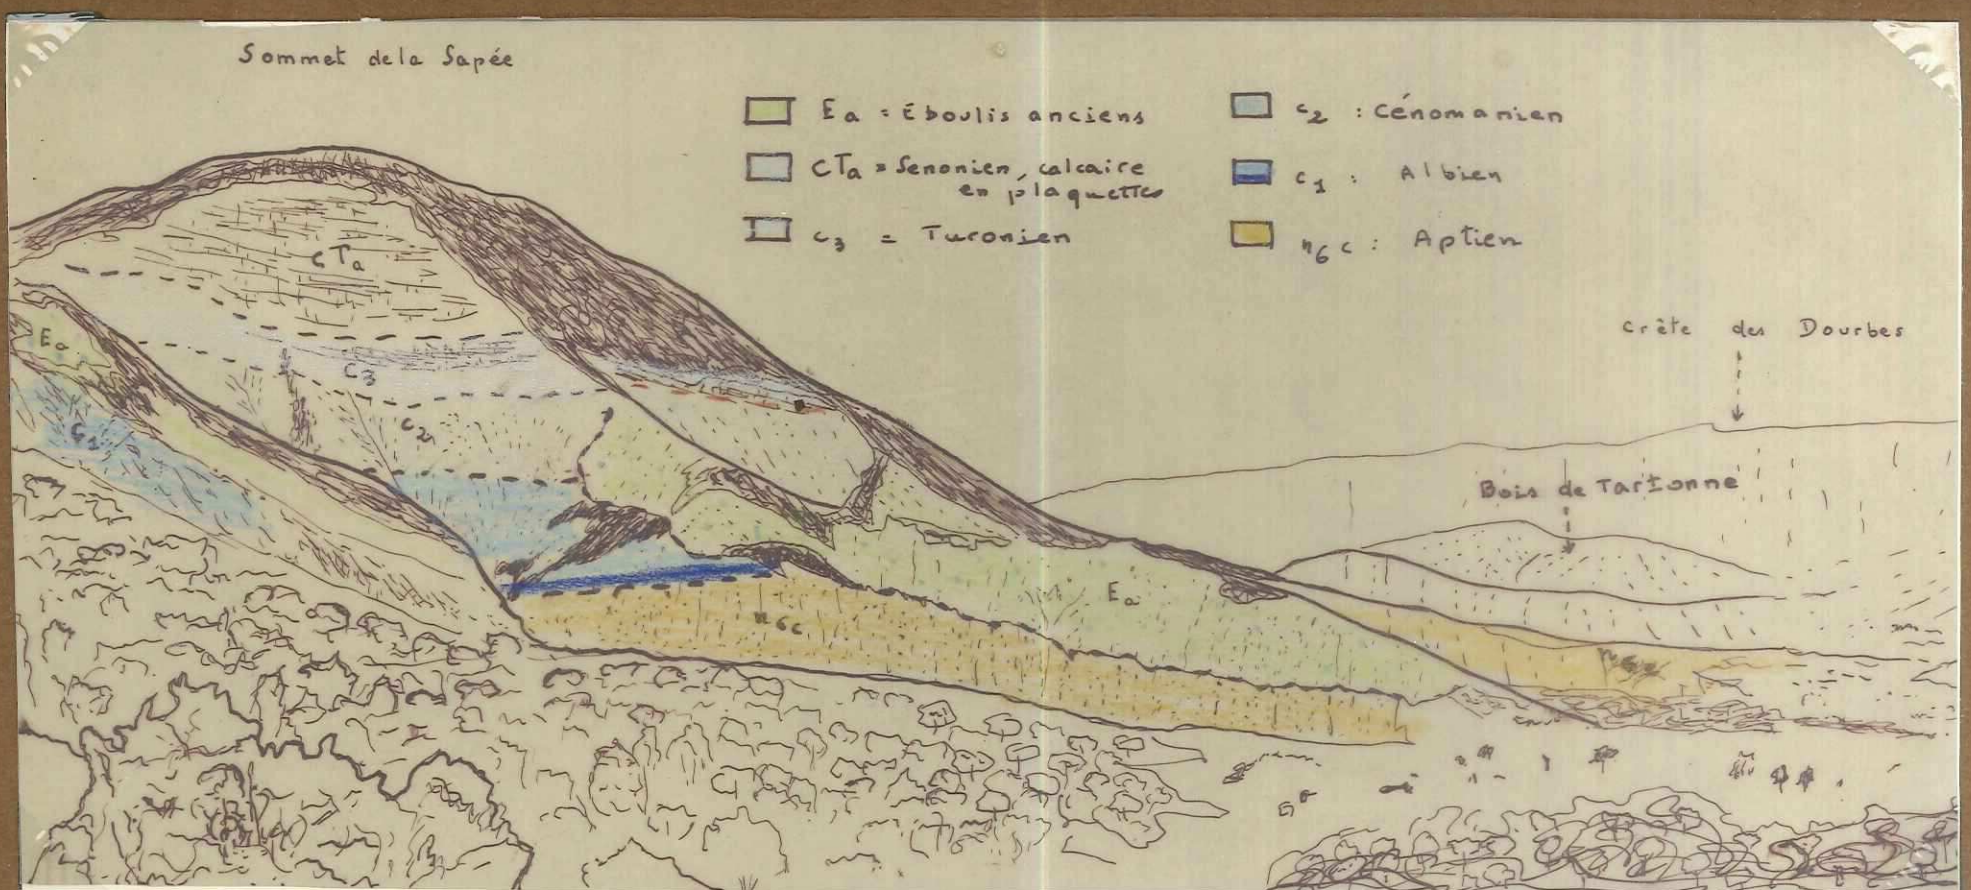 Sommet de la Sapée
Ea = Éboulis anciens
CTa = Senonien, calcaire
en plaquettes
c3 = Turonien
c2 : Cénomanien
c1 : Albien
n6c : Aptien
Crête des Dourbes
Bois de Tartonne
CTa
Ea
c3
c2
c1
Ea
n6c
n6c